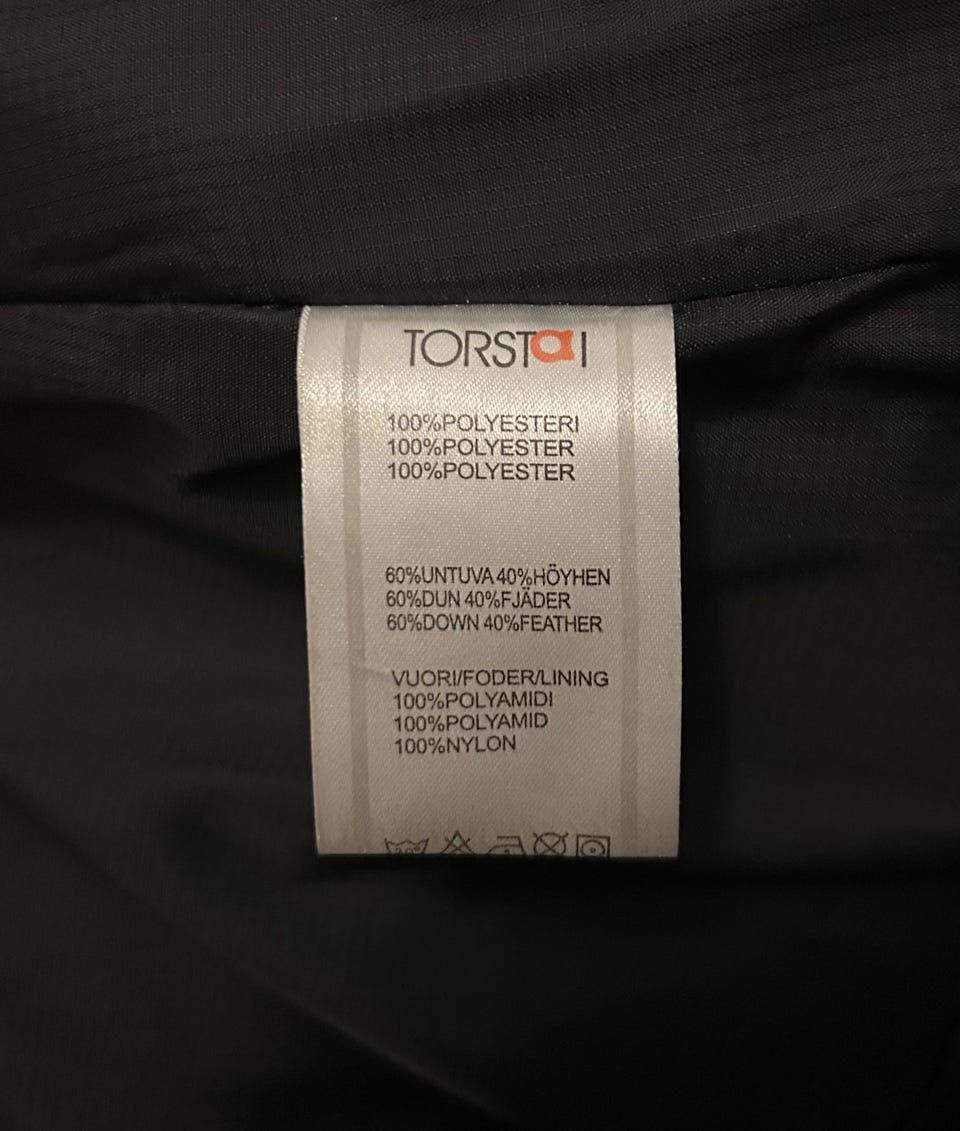 TORSTAI
100%POLYESTERI
100%POLYESTER
100%POLYESTER
60%UNTUVA 40%HÖYHEN
60%DUN 40%FJÄDER
60%DOWN 40%FEATHER
VUORI/FODER/LINING
100%POLYAMIDI
100%POLYAMID
100%NYLON